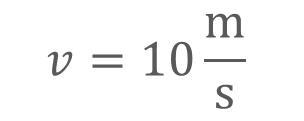 v = 10 m/s